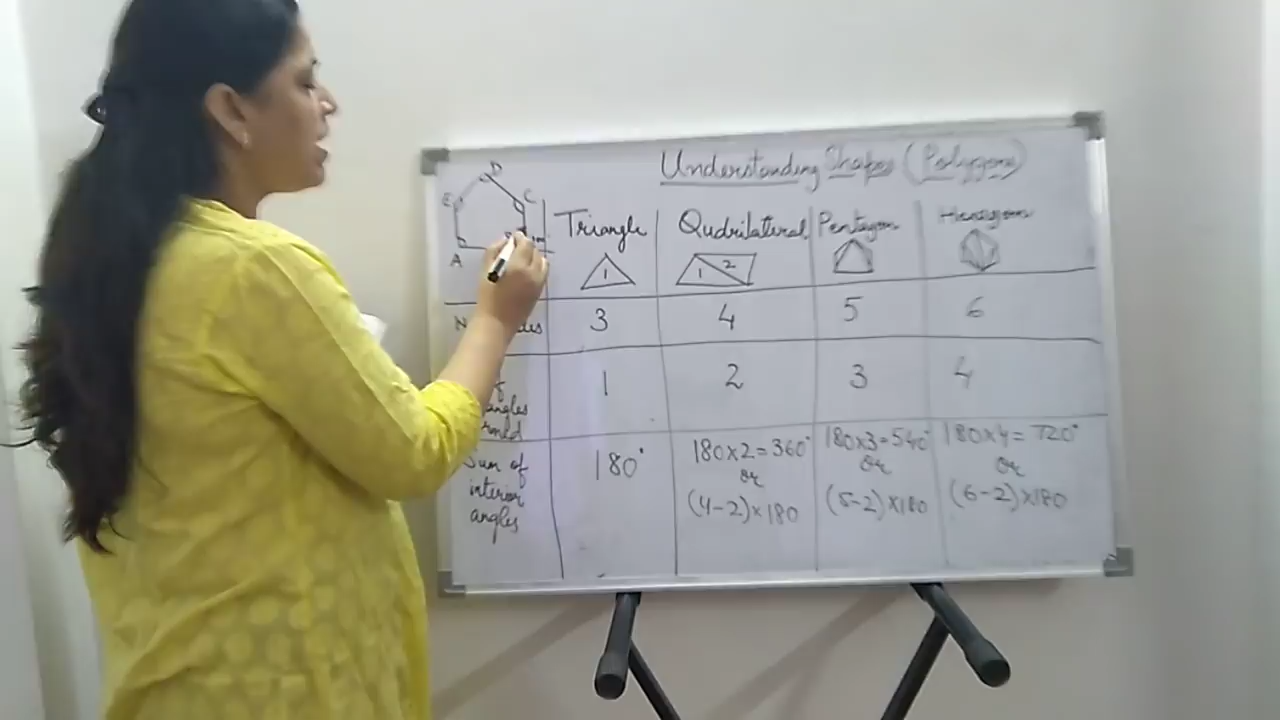 Understanding Shapes (Polygons)
D
E
C
A
Triangle
Qudrilateral
Pentagon
Hexagon
1
1 2
3
4
5
6
1
2
3
4
Sum of
interior
angles
180°
180×2=360°
or
(4-2)×180
180×3=540°
or
(5-2)×180
180×4=720°
or
(6-2)×180